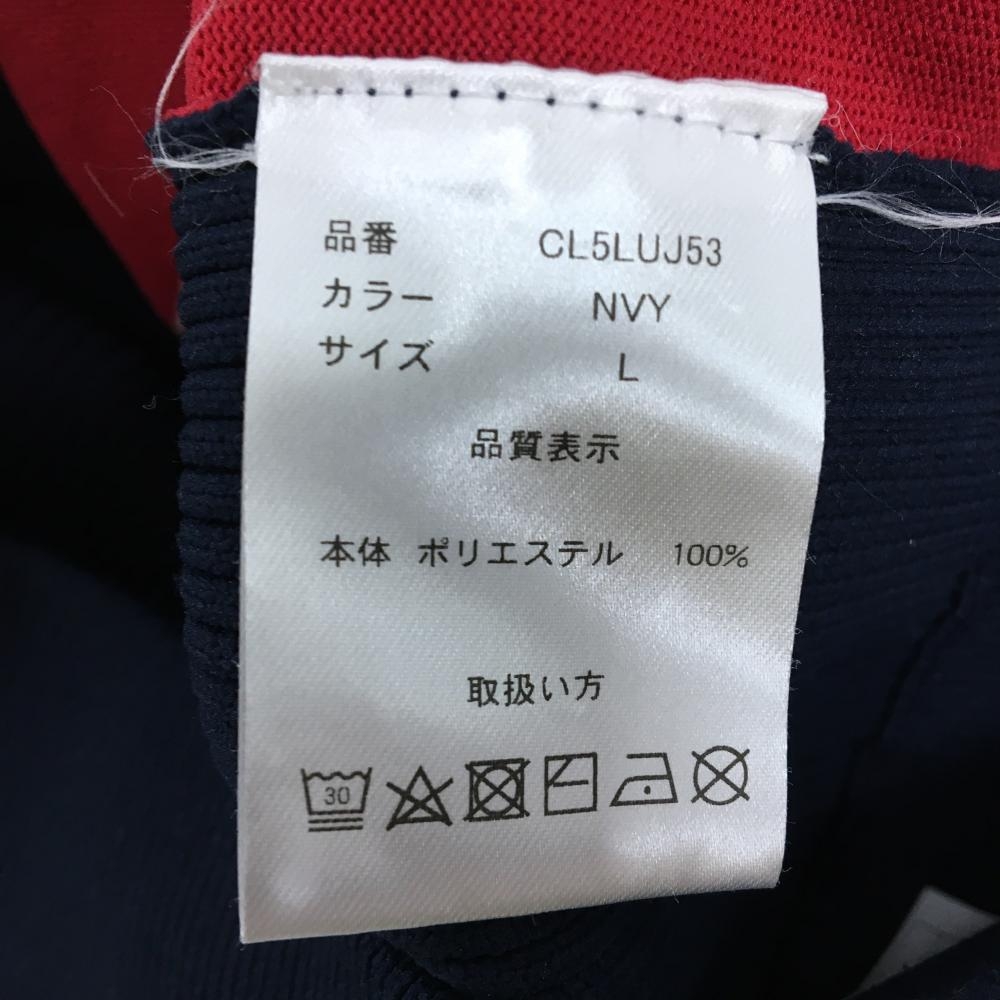 品番 CL5LUJ53
カラー NVY
サイズ L
品質表示
本体 ポリエステル 100%
取扱い方
30